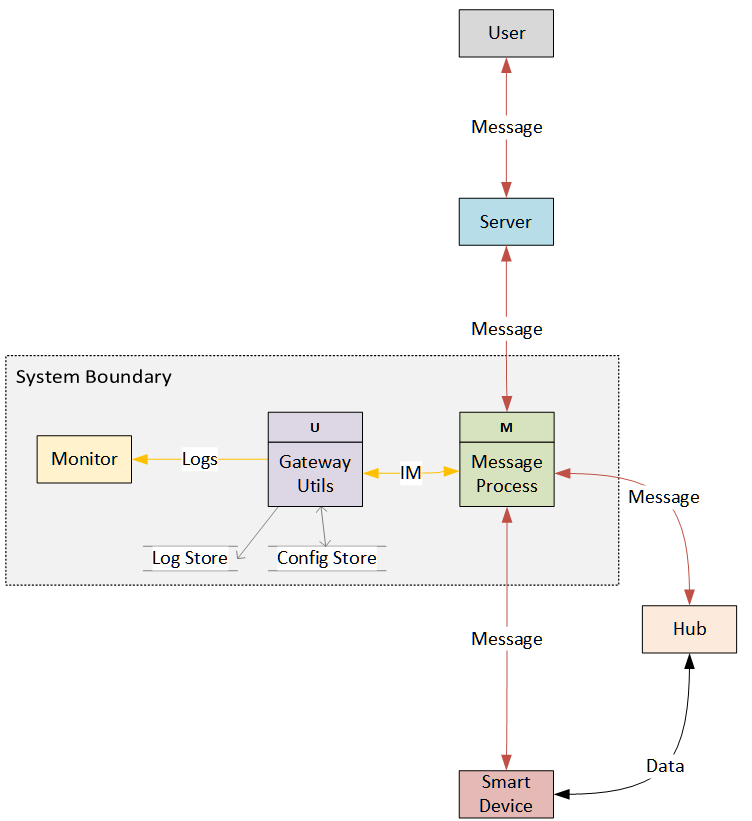 User
Message
Server
Message
System Boundary
U
M
Monitor
Logs
Gateway
Utils
IM
Message
Process
Message
Log Store
Config Store
Hub
Message
Data
Smart
Device